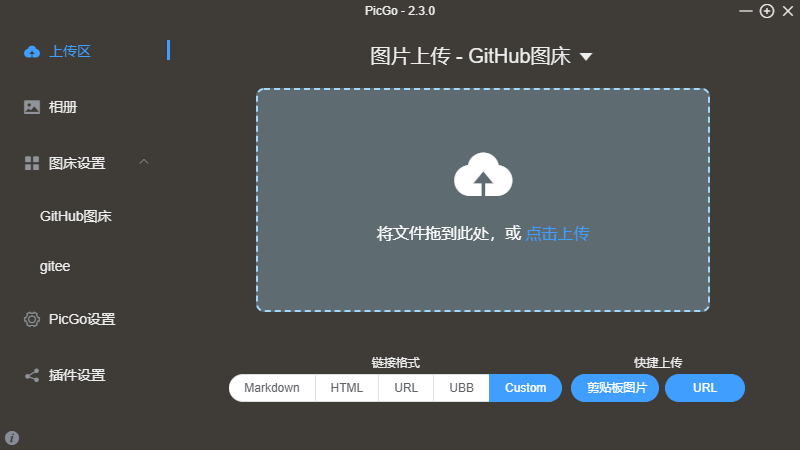 PicGo - 2.3.0
上传区
相册
图床设置
GitHub图床
gitee
PicGo设置
插件设置
图片上传 - GitHub图床
将文件拖到此处，或 点击上传
链接格式
Markdown HTML URL UBB Custom
快捷上传
剪贴板图片 URL